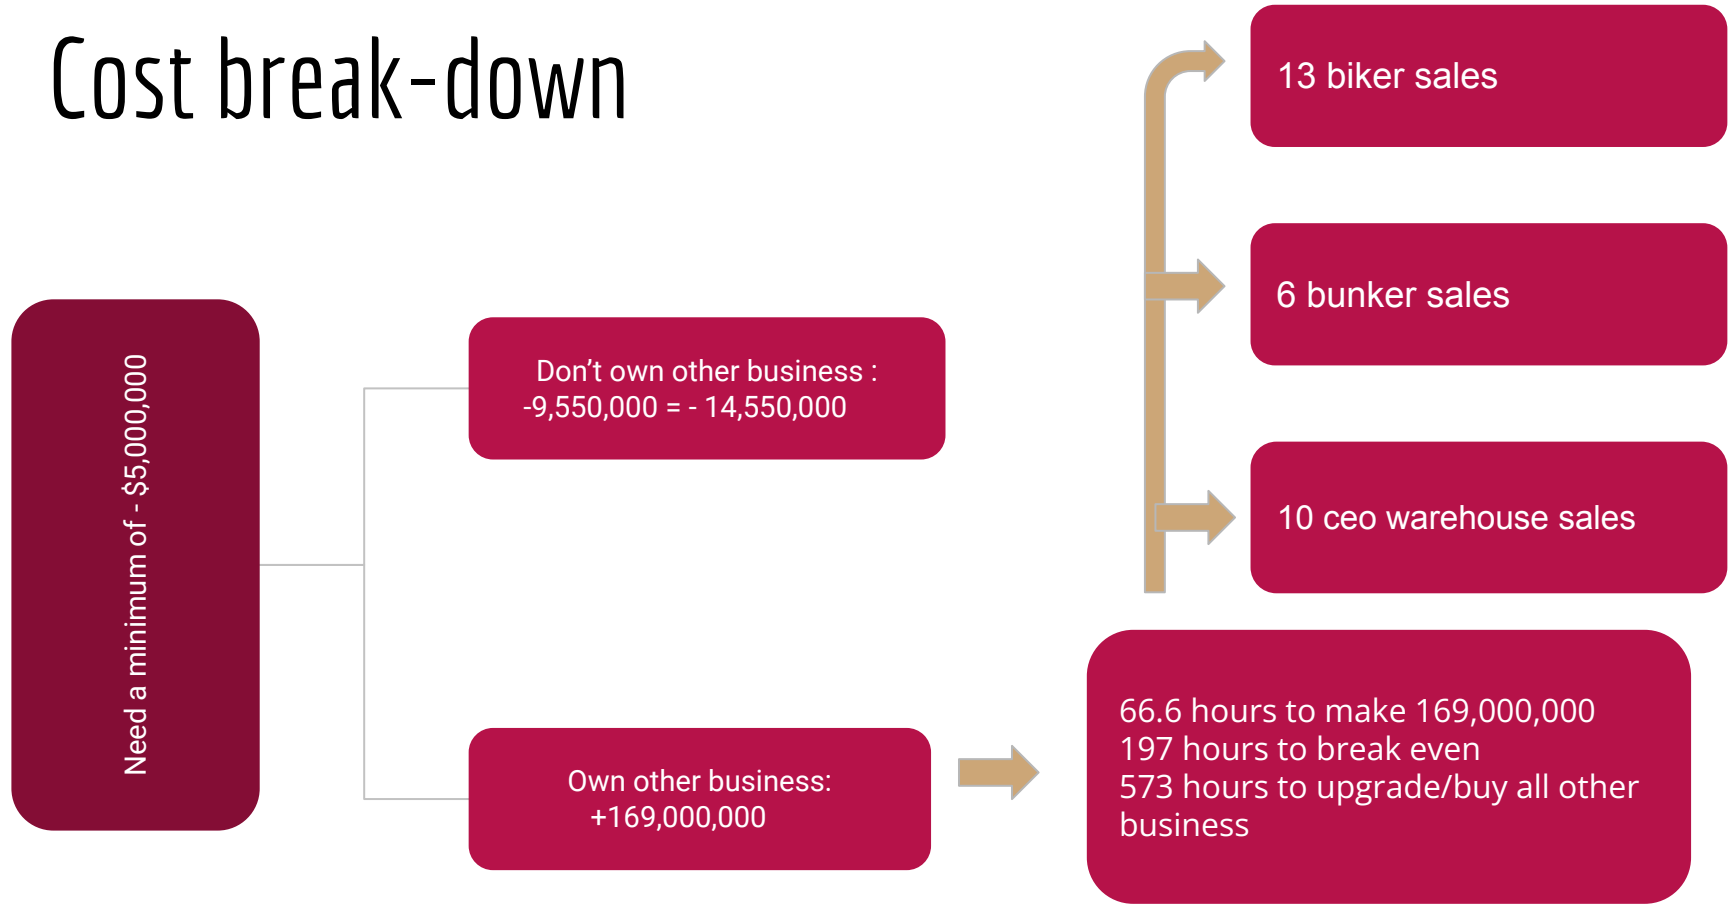 Cost break-down
Need a minimum of - $5,000,000
Don’t own other business :
-9,550,000 = - 14,550,000
Own other business:
+169,000,000
13 biker sales
6 bunker sales
10 ceo warehouse sales
66.6 hours to make 169,000,000
197 hours to break even
573 hours to upgrade/buy all other
business